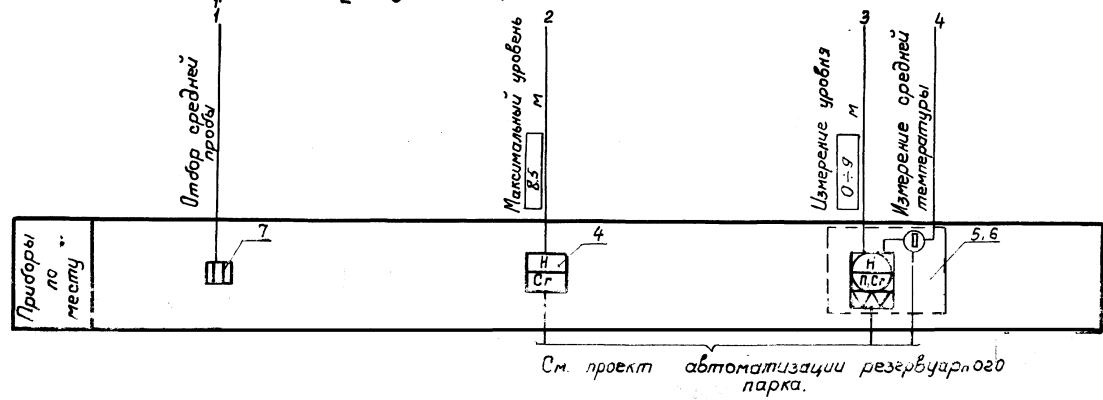 1
2
3
4
Отбор средней
пробы
Максимальный уровень
8.5 м
Измерение уровня
0÷9 м
Измерение средней
температуры
Приборы
по
месту
7
Н
Сг
4
Н
П,Сг
5,6
См. проект автоматизации резервуарного
парка.